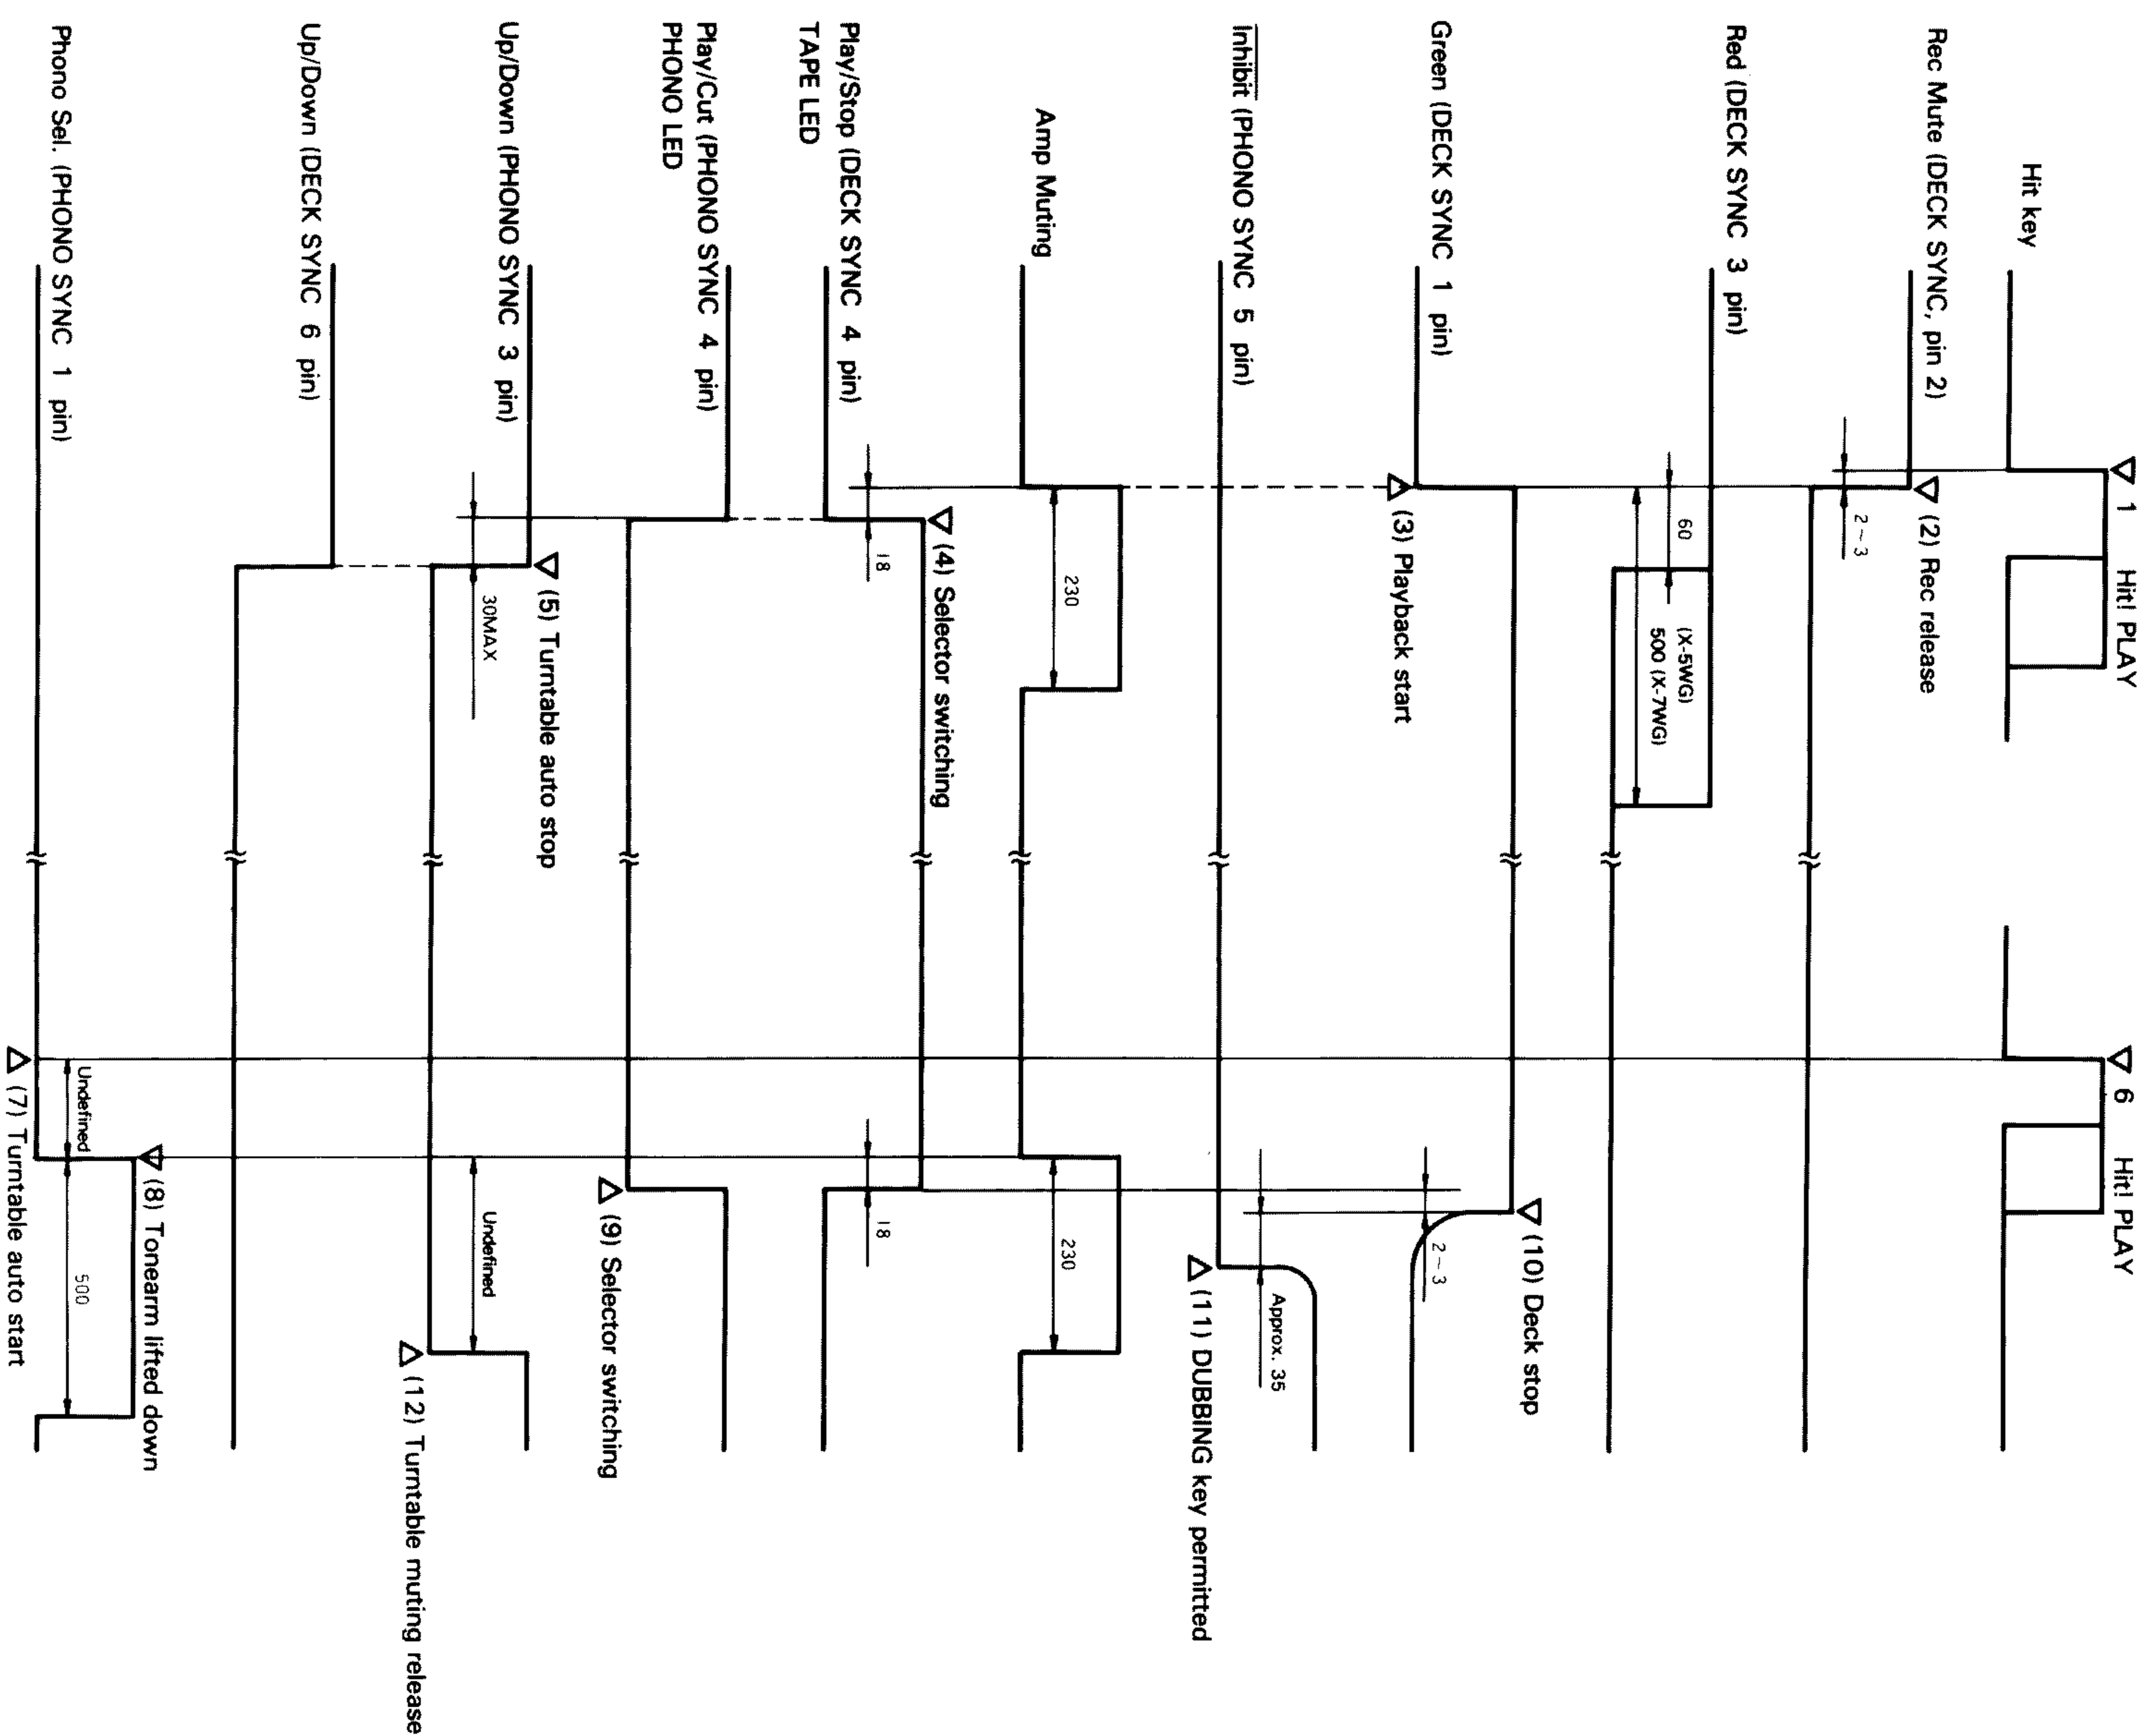 1 Hit! PLAY
6 Hit! PLAY
Hit key
Rec Mute (DECK SYNC, pin 2)
(2) Rec release
2~3
Red (DECK SYNC 3 pin)
60
(X-5WG)
500 (X-7WG)
Green (DECK SYNC 1 pin)
(3) Playback start
(10) Deck stop
2~3
Inhibit (PHONO SYNC 5 pin)
Approx. 35
(11) DUBBING key permitted
Amp Muting
230
230
Play/Stop (DECK SYNC 4 pin)
TAPE LED
(4) Selector switching
18
18
Play/Cut (PHONO SYNC 4 pin)
PHONO LED
(9) Selector switching
Up/Down (PHONO SYNC 3 pin)
(5) Turntable auto stop
30MAX
Undefined
(12) Turntable muting release
Up/Down (DECK SYNC 6 pin)
Phono Sel. (PHONO SYNC 1 pin)
(8) Tonearm lifted down
Undefined
500
(7) Turntable auto start